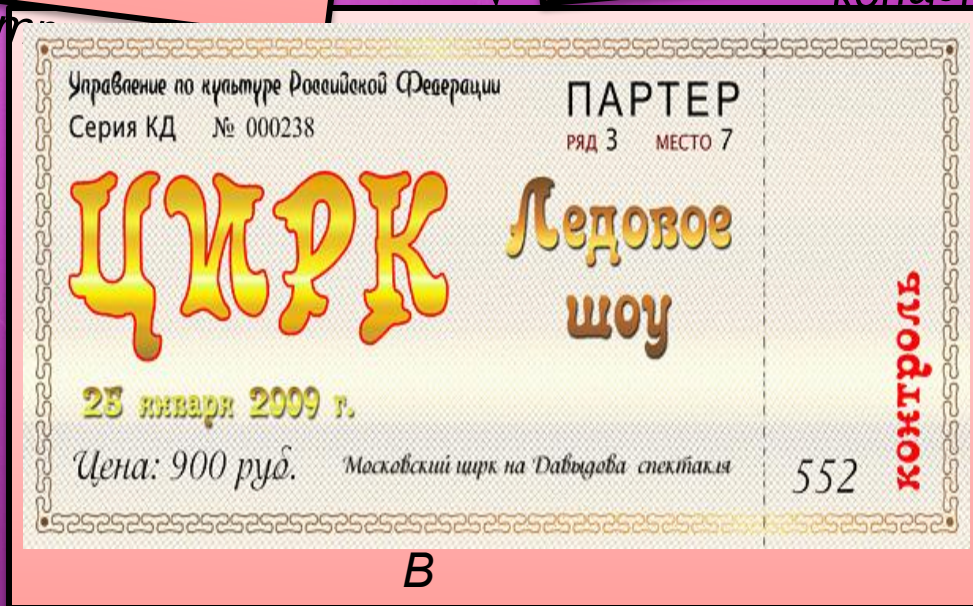 Управление по культуре Российской Федерации
Серия КД № 000238
ПАРТЕР
РЯД 3 МЕСТО 7
ЦИРК
Ледовое
шоу
25 января 2009 г.
Цена: 900 руб. Московский цирк на Давыдова спектакля
552
контроль
В